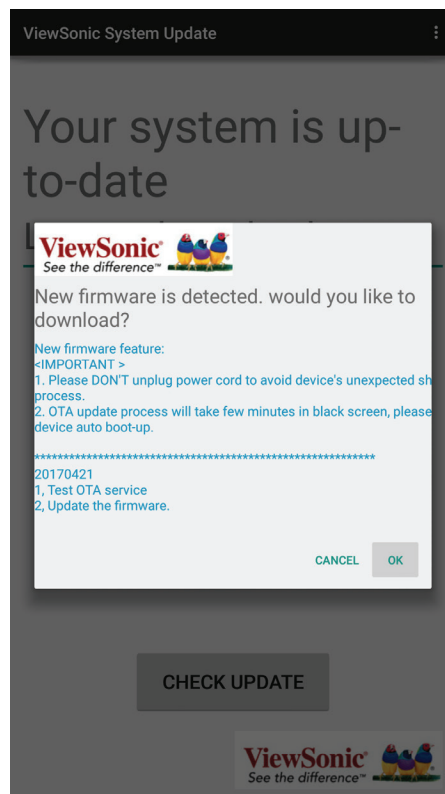 ViewSonic System Update
Your system is up-
to-date
L
ViewSonic®
See the difference™
New firmware is detected. would you like to
download?
New firmware feature:
<IMPORTANT >
1. Please DON'T unplug power cord to avoid device's unexpected sh
process.
2. OTA update process will take few minutes in black screen, please
device auto boot-up.
***********************************************************
20170421
1, Test OTA service
2, Update the firmware.
CANCEL OK
CHECK UPDATE
ViewSonic®
See the difference™